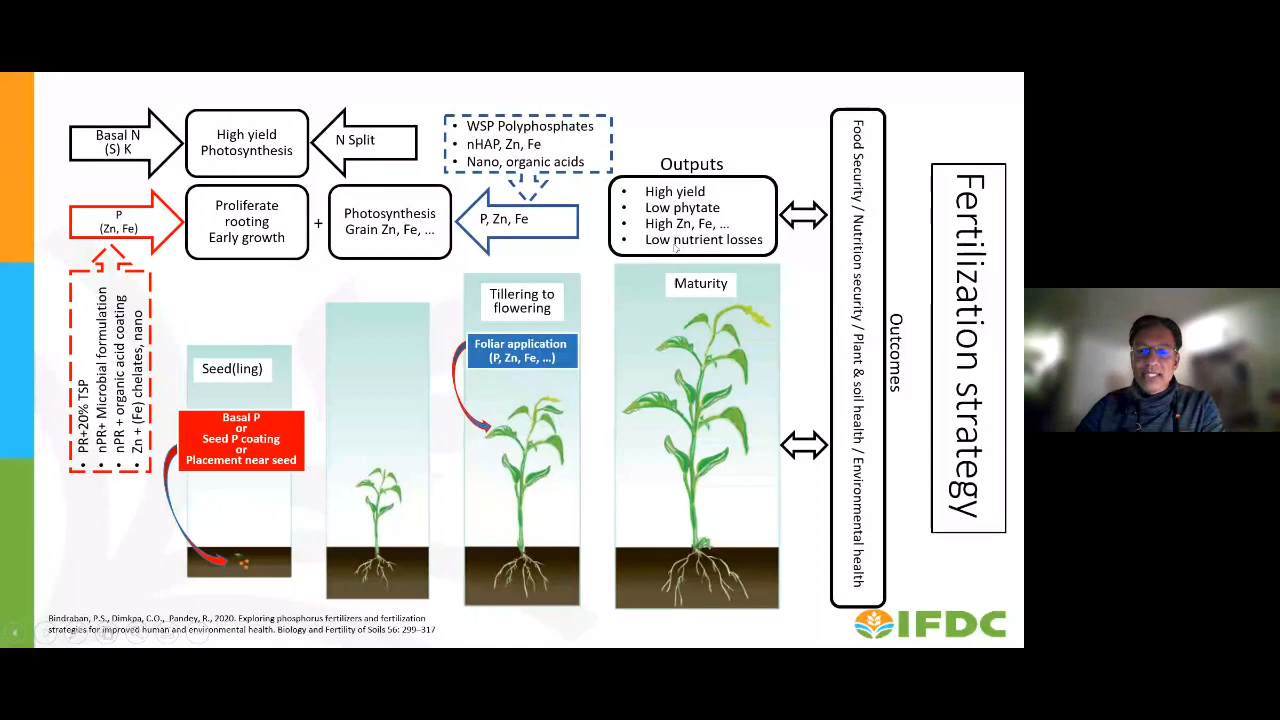 Basal N
(S) K
High yield
Photosynthesis
N Split
• WSP Polyphosphates
• nHAP, Zn, Fe
• Nano, organic acids
P
(Zn, Fe)
Proliferate
rooting
Early growth
+
Photosynthesis
Grain Zn, Fe, ...
P, Zn, Fe
Outputs
• High yield
• Low phytate
• High Zn, Fe, ...
• Low nutrient losses
• PR+20% TSP
• nPR+ Microbial formulation
• nPR + organic acid coating
• Zn + (Fe) chelates, nano
Seed(ling)
Basal P
or
Seed P coating
or
Placement near seed
Tillering to
flowering
Foliar application
(P, Zn, Fe, ...)
Maturity
Food Security / Nutrition security / Plant & soil health / Environmental health
Outcomes
Fertilization strategy
Bindraban, P.S., Dimkpa, C.O., Pandey, R., 2020. Exploring phosphorus fertilizers and fertilization
strategies for improved human and environmental health. Biology and Fertility of Soils 56: 299–317
IFDC